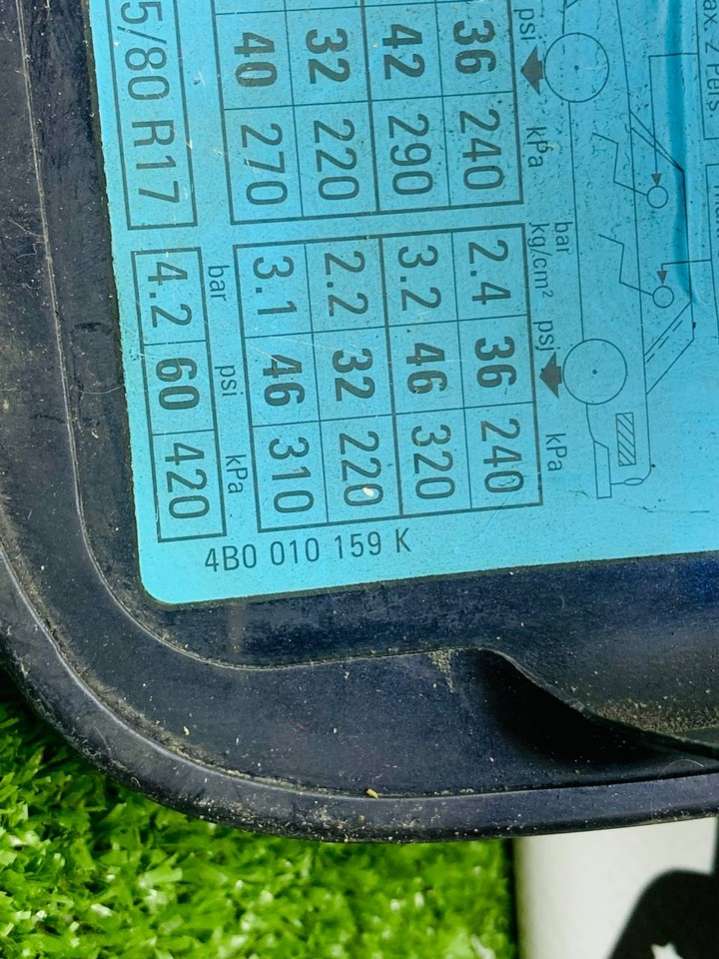 2 Pers.
psi kPa bar kg/cm² psi kPa
36 240 2.4 36 240
42 290 3.2 46 320
32 220 2.2 32 220
40 270 3.1 46 310
bar psi kPa
5/80 R17 4.2 60 420
4B0 010 159 K